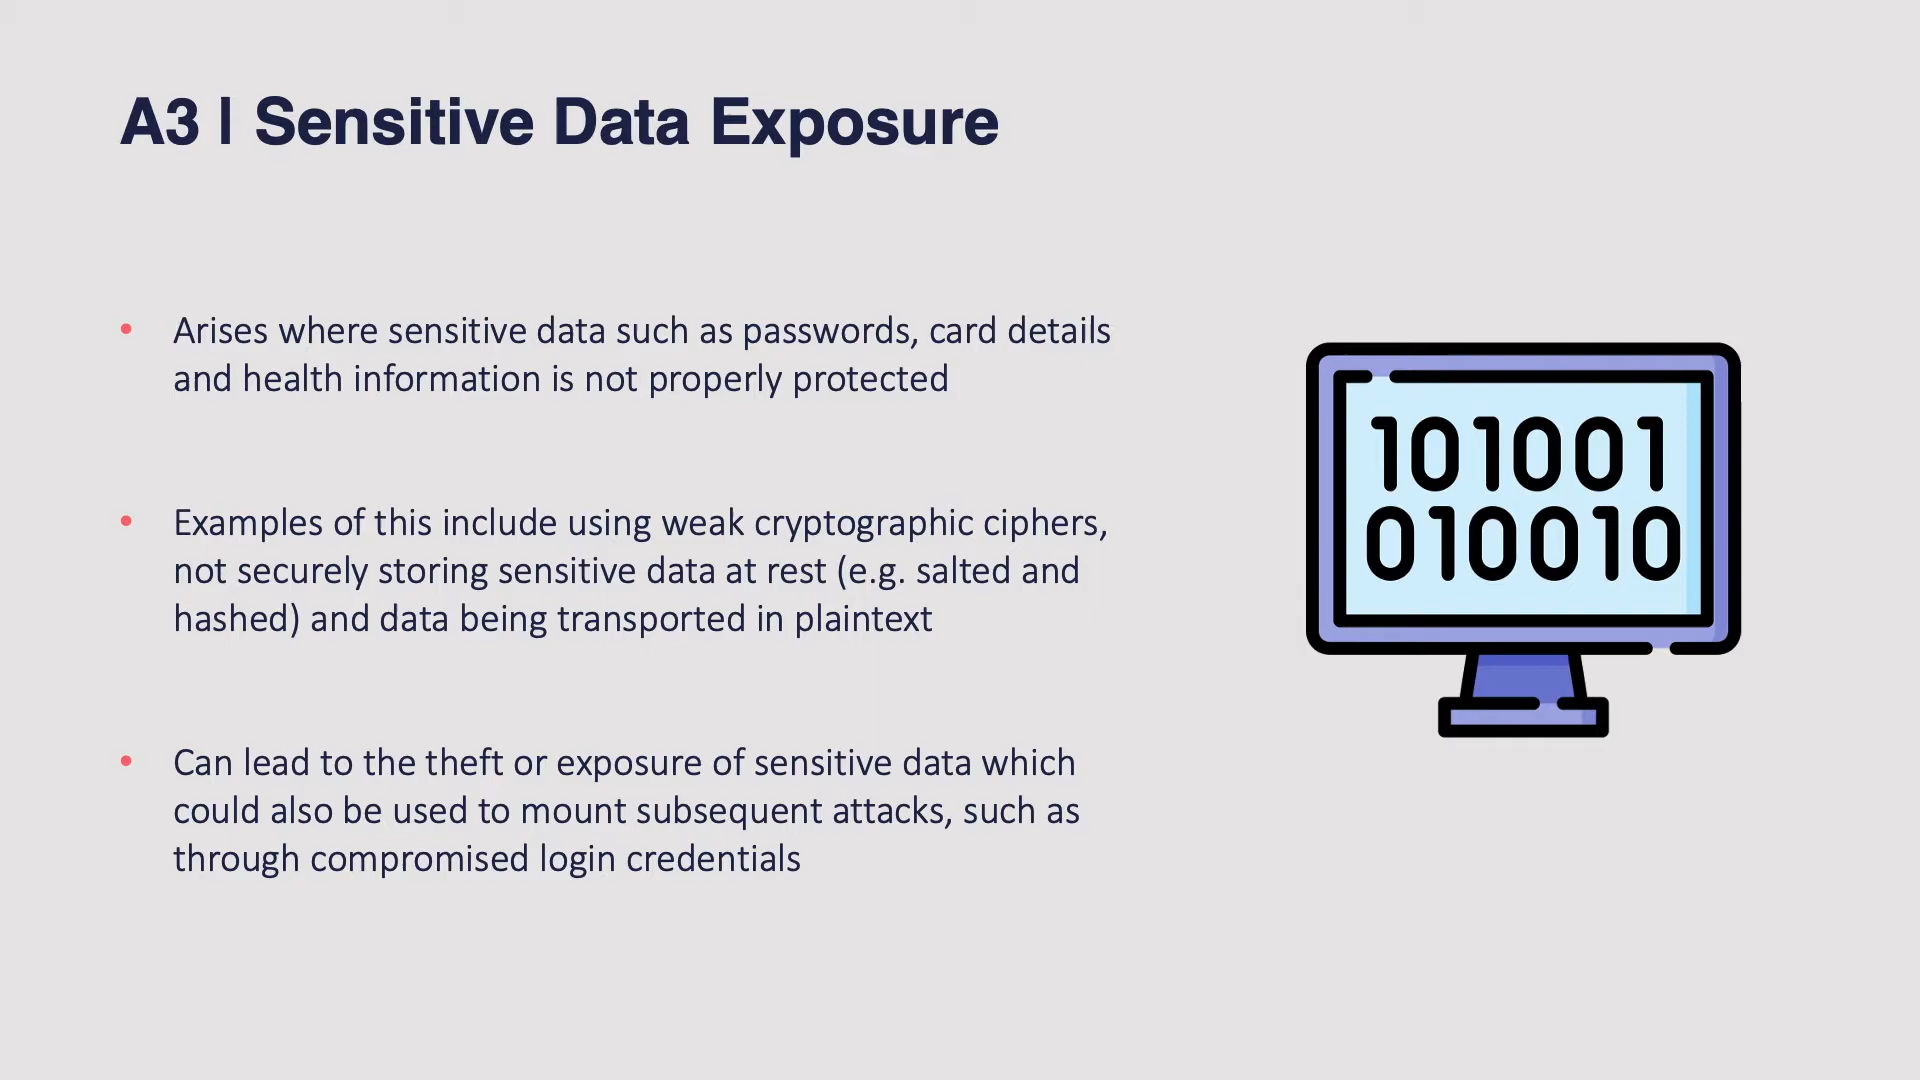 A3 | Sensitive Data Exposure
• Arises where sensitive data such as passwords, card details
and health information is not properly protected
• Examples of this include using weak cryptographic ciphers,
not securely storing sensitive data at rest (e.g. salted and
hashed) and data being transported in plaintext
• Can lead to the theft or exposure of sensitive data which
could also be used to mount subsequent attacks, such as
through compromised login credentials
101001
010010